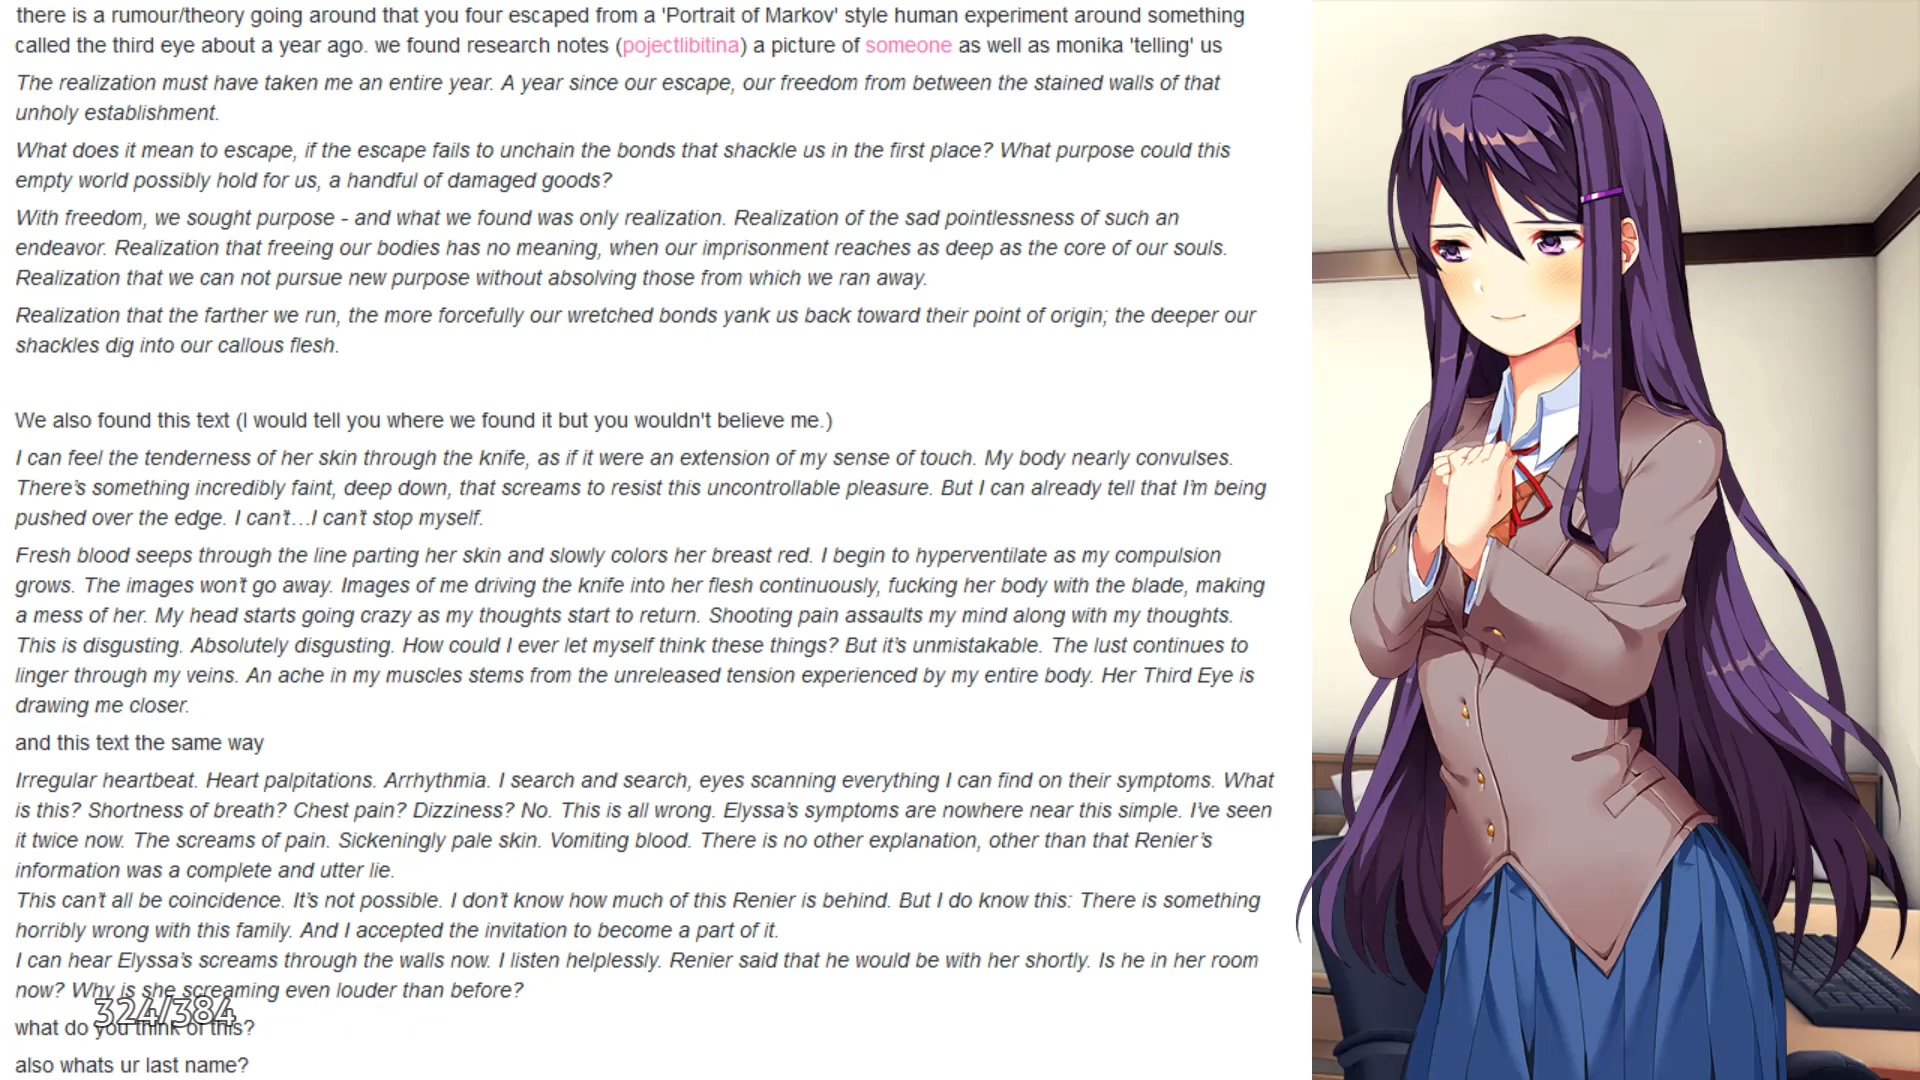 there is a rumour/theory going around that you four escaped from a 'Portrait of Markov' style human experiment around something
called the third eye about a year ago. we found research notes (pojectlibitina) a picture of someone as well as monika 'telling' us
The realization must have taken me an entire year. A year since our escape, our freedom from between the stained walls of that
unholy establishment.
What does it mean to escape, if the escape fails to unchain the bonds that shackle us in the first place? What purpose could this
empty world possibly hold for us, a handful of damaged goods?
With freedom, we sought purpose - and what we found was only realization. Realization of the sad pointlessness of such an
endeavor. Realization that freeing our bodies has no meaning, when our imprisonment reaches as deep as the core of our souls.
Realization that we can not pursue new purpose without absolving those from which we ran away.
Realization that the farther we run, the more forcefully our wretched bonds yank us back toward their point of origin; the deeper our
shackles dig into our callous flesh.
We also found this text (I would tell you where we found it but you wouldn't believe me.)
I can feel the tenderness of her skin through the knife, as if it were an extension of my sense of touch. My body nearly convulses.
There's something incredibly faint, deep down, that screams to resist this uncontrollable pleasure. But I can already tell that I'm being
pushed over the edge. I can't…I can't stop myself.
Fresh blood seeps through the line parting her skin and slowly colors her breast red. I begin to hyperventilate as my compulsion
grows. The images won't go away. Images of me driving the knife into her flesh continuously, fucking her body with the blade, making
a mess of her. My head starts going crazy as my thoughts start to return. Shooting pain assaults my mind along with my thoughts.
This is disgusting. Absolutely disgusting. How could I ever let myself think these things? But it's unmistakable. The lust continues to
linger through my veins. An ache in my muscles stems from the unreleased tension experienced by my entire body. Her Third Eye is
drawing me closer.
and this text the same way
Irregular heartbeat. Heart palpitations. Arrhythmia. I search and search, eyes scanning everything I can find on their symptoms. What
is this? Shortness of breath? Chest pain? Dizziness? No. This is all wrong. Elyssa's symptoms are nowhere near this simple. I've seen
it twice now. The screams of pain. Sickeningly pale skin. Vomiting blood. There is no other explanation, other than that Renier's
information was a complete and utter lie.
This can't all be coincidence. It's not possible. I don't know how much of this Renier is behind. But I do know this: There is something
horribly wrong with this family. And I accepted the invitation to become a part of it.
I can hear Elyssa's screams through the walls now. I listen helplessly. Renier said that he would be with her shortly. Is he in her room
now? Why is she screaming even louder than before?
324/384
what do you think of this?
also whats ur last name?